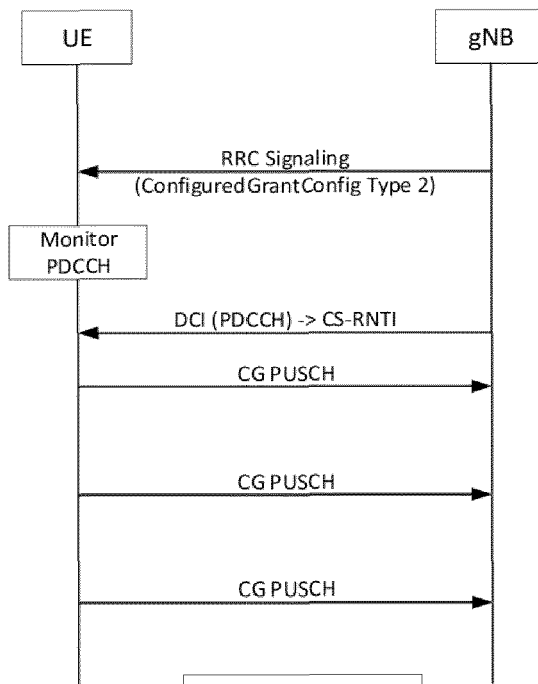 UE
gNB
RRC Signaling
(ConfiguredGrantConfig Type 2)
Monitor
PDCCH
DCI (PDCCH) -> CS-RNTI
CG PUSCH
CG PUSCH
CG PUSCH